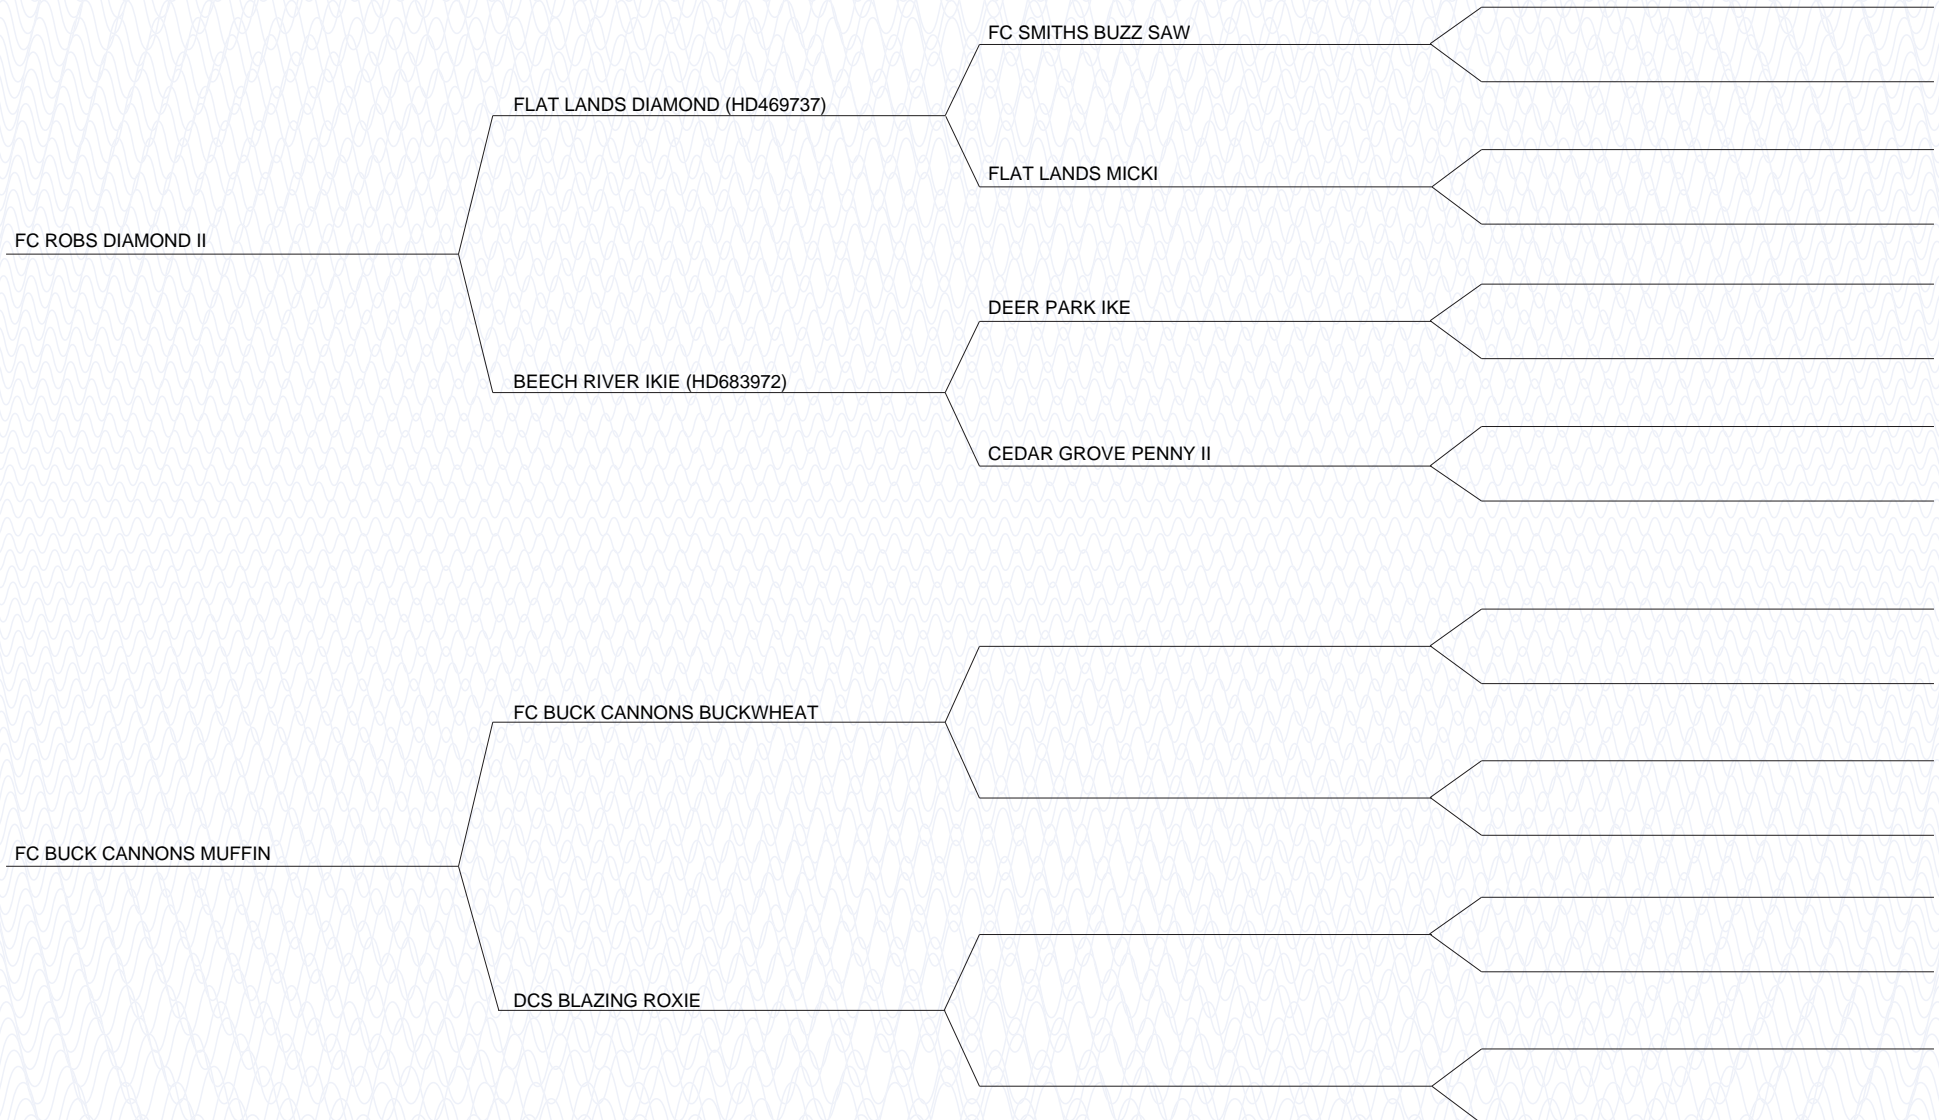 FC SMITHS BUZZ SAW
FLAT LANDS DIAMOND (HD469737)
FLAT LANDS MICKI
FC ROBS DIAMOND II
DEER PARK IKE
BEECH RIVER IKIE (HD683972)
CEDAR GROVE PENNY II
FC BUCK CANNONS BUCKWHEAT
FC BUCK CANNONS MUFFIN
DCS BLAZING ROXIE